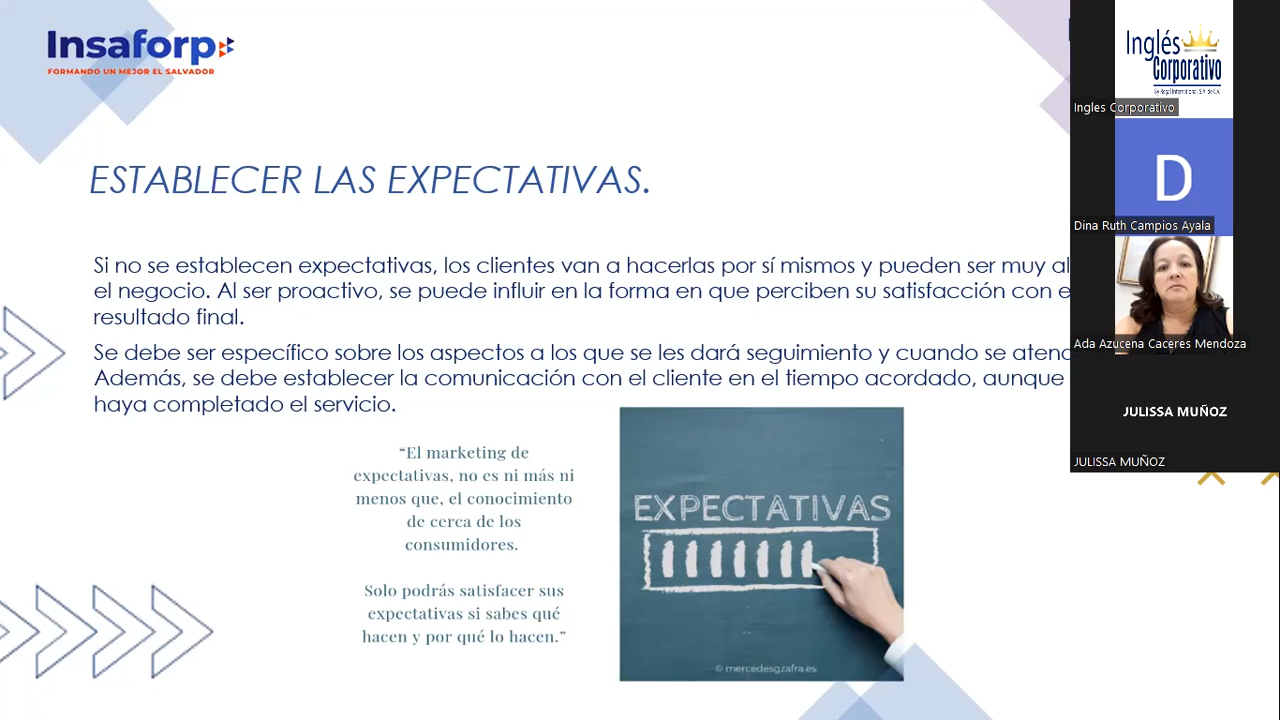 Insaforp
FORMANDO UN MEJOR EL SALVADOR
ESTABLECER LAS EXPECTATIVAS.
Si no se establecen expectativas, los clientes van a hacerlas por sí mismos y pueden ser muy al
el negocio. Al ser proactivo, se puede influir en la forma en que perciben su satisfacción con e
resultado final.
Se debe ser específico sobre los aspectos a los que se les dará seguimiento y cuando se atend
Además, se debe establecer la comunicación con el cliente en el tiempo acordado, aunque
haya completado el servicio.
“El marketing de
expectativas, no es ni más ni
menos que, el conocimiento
de cerca de los
consumidores.
Solo podrás satisfacer sus
expectativas si sabes qué
hacen y por qué lo hacen.”
EXPECTATIVAS
© mercedesgzafra.es
Inglés
Corporativo
Ingles Corporativo
D
Dina Ruth Campios Ayala
Ada Azucena Caceres Mendoza
JULISSA MUÑOZ
JULISSA MUÑOZ